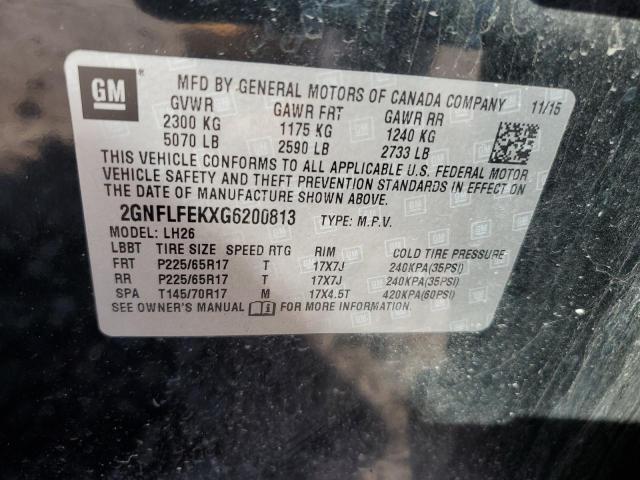 GM ®
MFD BY GENERAL MOTORS OF CANADA COMPANY 11/15
GVWR GAWR FRT GAWR RR
2300 KG 1175 KG 1240 KG
5070 LB 2590 LB 2733 LB
THIS VEHICLE CONFORMS TO ALL APPLICABLE U.S. FEDERAL MOTOR
VEHICLE SAFETY AND THEFT PREVENTION STANDARDS IN EFFECT ON
THE DATE OF MANUFACTURE SHOWN ABOVE.
2GNFLFEKXG6200813 TYPE: M.P.V.
MODEL: LH26
LBBT TIRE SIZE SPEED RTG RIM COLD TIRE PRESSURE
FRT P225/65R17 T 17X7J 240KPA(35PSI)
RR P225/65R17 T 17X7J 240KPA(35PSI)
SPA T145/70R17 M 17X4.5T 420KPA(60PSI)
SEE OWNER'S MANUAL FOR MORE INFORMATION.